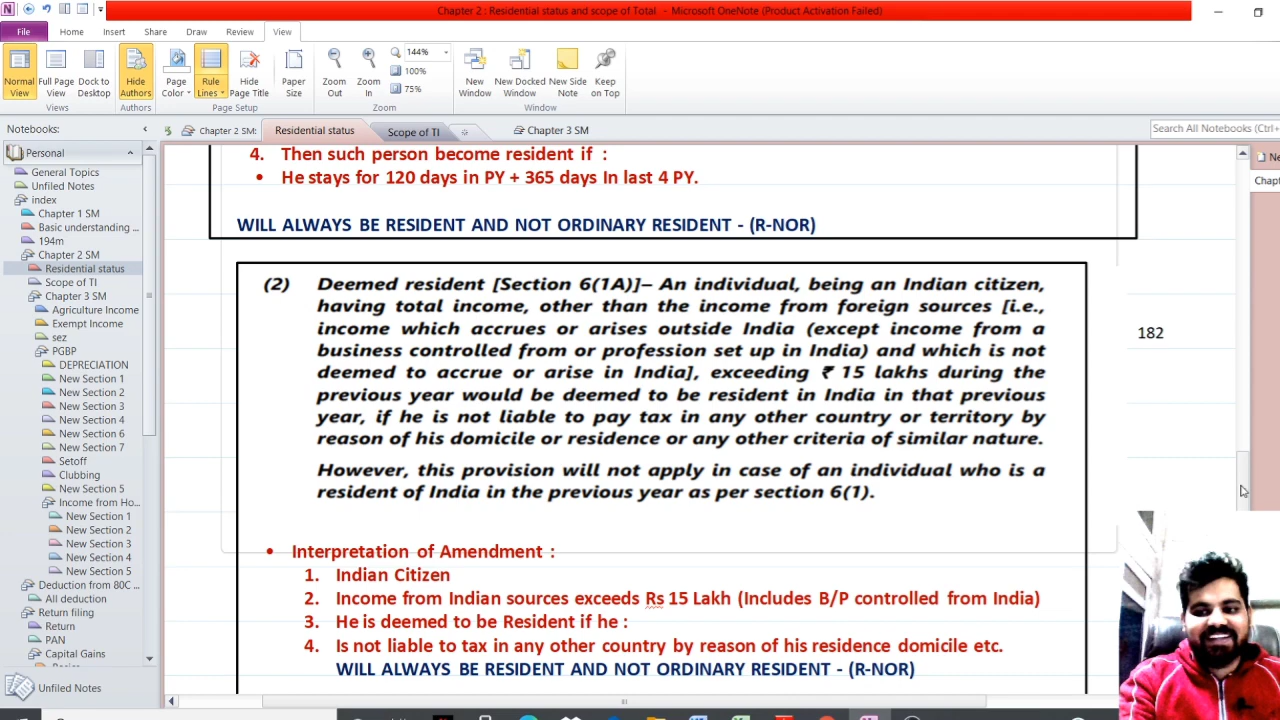 Chapter 2 : Residential status and scope of Total. - Microsoft OneNote (Product Activation Failed)
File Home Insert Share Draw Review View
Normal View
Full Page View
Dock to Desktop
Hide Authors
Page Color
Rule Lines
Hide Page Title
Paper Size
Zoom Out
Zoom In
144%
100%
75%
New Window
New Docked Window
New Side Note
Keep on Top
Views Authors Page Setup Zoom Window
Notebooks:
Chapter 2 SM: Residential status Scope of TI Chapter 3 SM
Search All Notebooks (Ctrl+
Personal
General Topics
Unfiled Notes
index
Chapter 1 SM
Basic understanding ...
194m
Chapter 2 SM
Residential status
Scope of TI
Chapter 3 SM
Agriculture Income
Exempt Income
sez
PGBP
DEPRECIATION
New Section 1
New Section 2
New Section 3
New Section 4
New Section 6
New Section 7
Setoff
Clubbing
New Section 5
Income from Ho...
New Section 1
New Section 2
New Section 3
New Section 4
New Section 5
Deduction from 80C ...
All deduction
Return filing
Return
PAN
Capital Gains
Unfiled Notes
4. Then such person become resident if :
• He stays for 120 days in PY + 365 days In last 4 PY.
WILL ALWAYS BE RESIDENT AND NOT ORDINARY RESIDENT - (R-NOR)
(2) Deemed resident [Section 6(1A)]– An individual, being an Indian citizen,
having total income, other than the income from foreign sources [i.e.,
income which accrues or arises outside India (except income from a
business controlled from or profession set up in India) and which is not
deemed to accrue or arise in India], exceeding ₹ 15 lakhs during the
previous year would be deemed to be resident in India in that previous
year, if he is not liable to pay tax in any other country or territory by
reason of his domicile or residence or any other criteria of similar nature.
However, this provision will not apply in case of an individual who is a
resident of India in the previous year as per section 6(1).
182
• Interpretation of Amendment :
1. Indian Citizen
2. Income from Indian sources exceeds Rs 15 Lakh (Includes B/P controlled from India)
3. He is deemed to be Resident if he :
4. Is not liable to tax in any other country by reason of his residence domicile etc.
WILL ALWAYS BE RESIDENT AND NOT ORDINARY RESIDENT - (R-NOR)